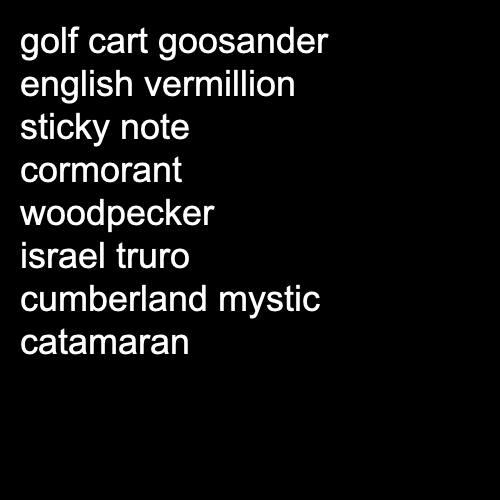 golf cart goosander
english vermillion
sticky note
cormorant
woodpecker
israel truro
cumberland mystic
catamaran